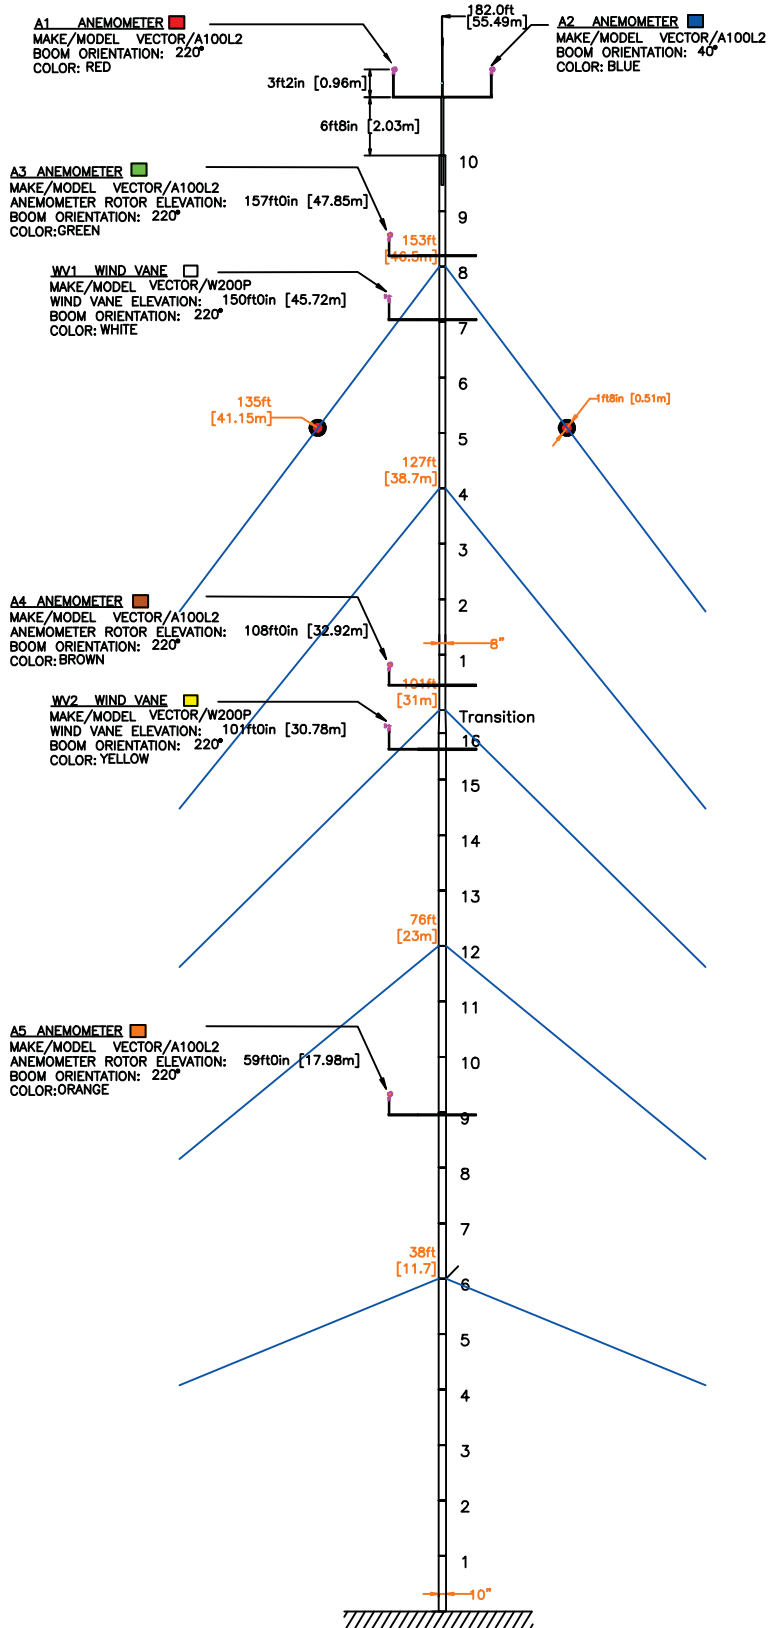 182.0ft
[55.49m]
A1 ANEMOMETER
MAKE/MODEL VECTOR/A100L2
BOOM ORIENTATION: 220°
COLOR: RED
A2 ANEMOMETER
MAKE/MODEL VECTOR/A100L2
BOOM ORIENTATION: 40°
COLOR: BLUE
3ft2in [0.96m]
6ft8in [2.03m]
10
A3 ANEMOMETER
MAKE/MODEL VECTOR/A100L2
ANEMOMETER ROTOR ELEVATION: 157ft0in [47.85m]
BOOM ORIENTATION: 220°
COLOR:GREEN
9
153ft
[46.5m]
8
WV1 WIND VANE
MAKE/MODEL VECTOR/W200P
WIND VANE ELEVATION: 150ft0in [45.72m]
BOOM ORIENTATION: 220°
COLOR: WHITE
7
6
135ft
[41.15m]
1ft8in [0.51m]
5
127ft
[38.7m]
4
3
2
A4 ANEMOMETER
MAKE/MODEL VECTOR/A100L2
ANEMOMETER ROTOR ELEVATION: 108ft0in [32.92m]
BOOM ORIENTATION: 220°
COLOR:BROWN
8"
1
101ft
[31m]
WV2 WIND VANE
MAKE/MODEL VECTOR/W200P
WIND VANE ELEVATION: 101ft0in [30.78m]
BOOM ORIENTATION: 220°
COLOR: YELLOW
Transition
16
15
14
13
76ft
[23m]
12
11
A5 ANEMOMETER
MAKE/MODEL VECTOR/A100L2
ANEMOMETER ROTOR ELEVATION: 59ft0in [17.98m]
BOOM ORIENTATION: 220°
COLOR:ORANGE
10
9
8
7
38ft
[11.7]
6
5
4
3
2
1
10"